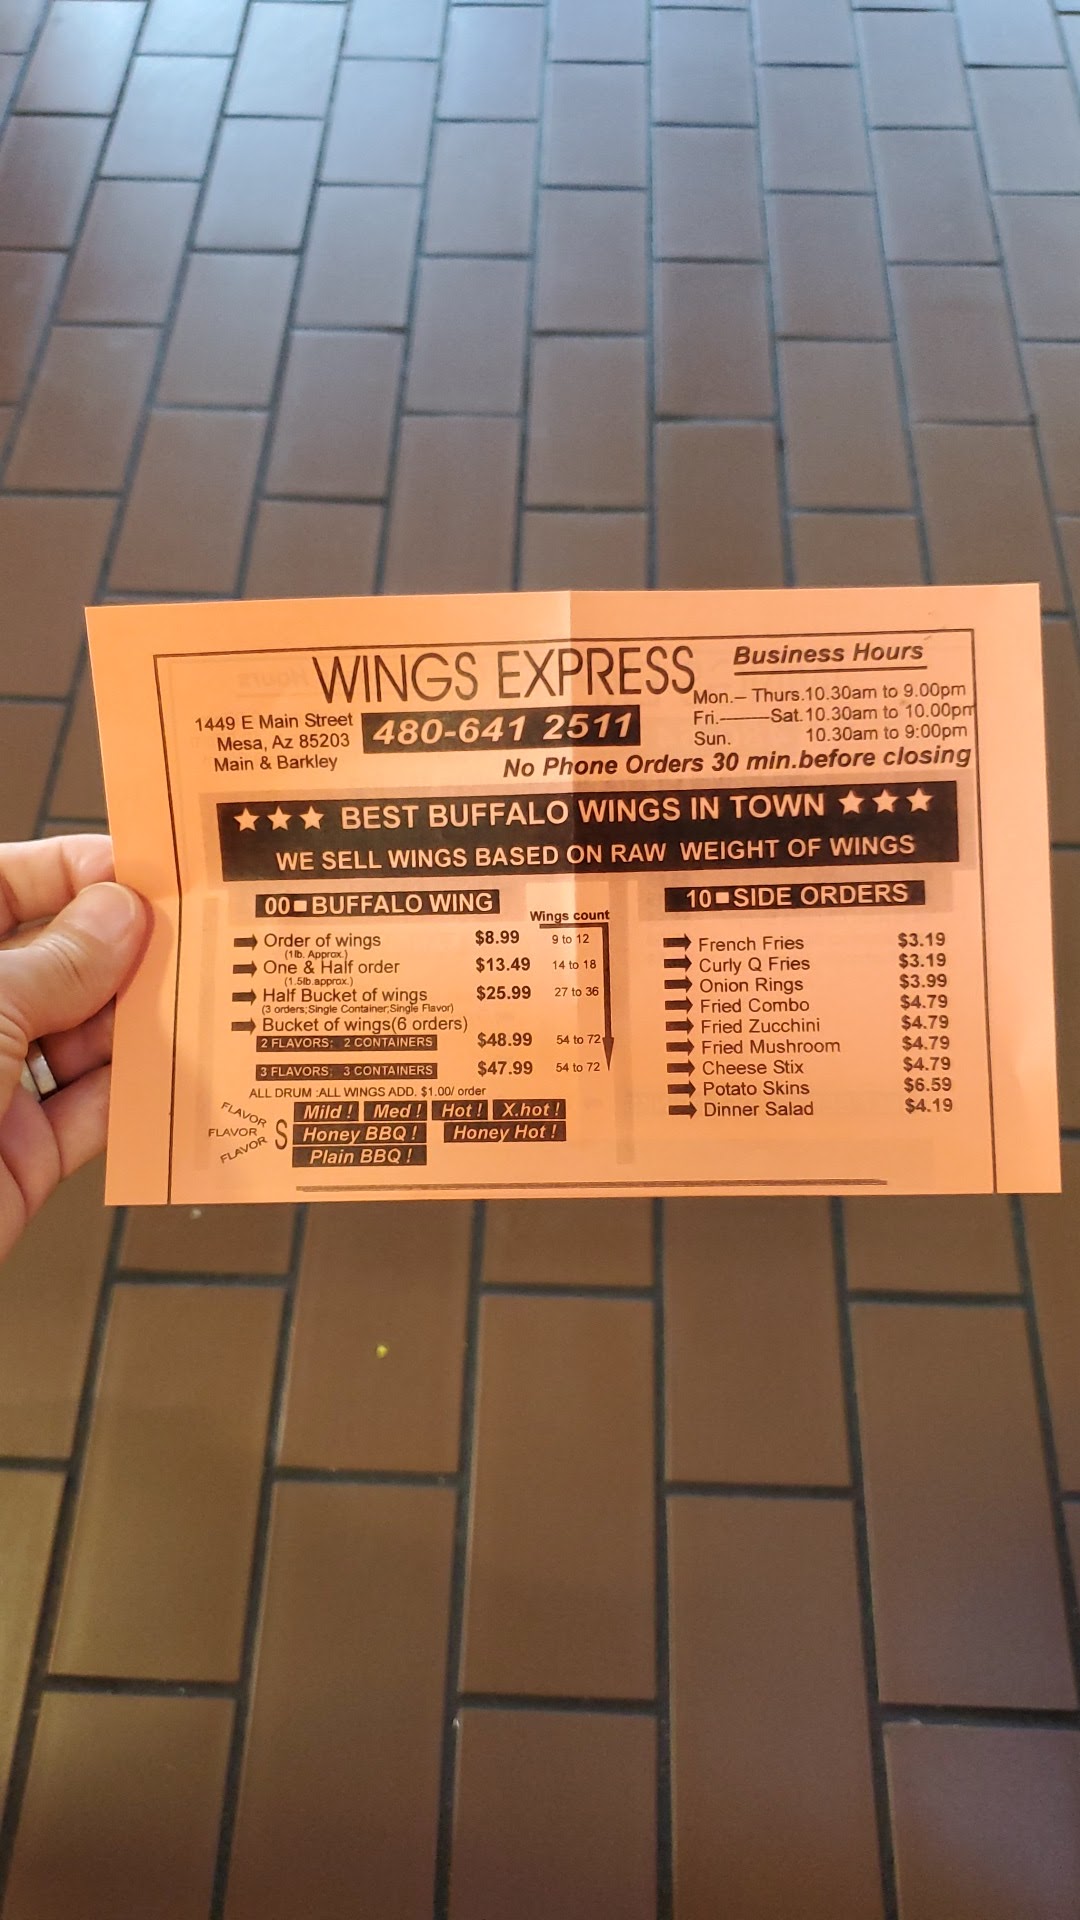 WINGS EXPRESS
1449 E Main Street
Mesa, Az 85203
Main & Barkley
480-641 2511
Business Hours
Mon.– Thurs.10.30am to 9.00pm
Fri.———Sat.10.30am to 10.00pm
Sun. 10.30am to 9:00pm
No Phone Orders 30 min.before closing
★★★ BEST BUFFALO WINGS IN TOWN ★★★
WE SELL WINGS BASED ON RAW WEIGHT OF WINGS
00■BUFFALO WING
Wings count
Order of wings $8.99 9 to 12
(1lb. Approx.)
One & Half order $13.49 14 to 18
(1.5lb.approx.)
Half Bucket of wings $25.99 27 to 36
(3 orders;Single Container;Single Flavor)
Bucket of wings(6 orders)
2 FLAVORS; 2 CONTAINERS $48.99 54 to 72
3 FLAVORS; 3 CONTAINERS $47.99 54 to 72
ALL DRUM :ALL WINGS ADD. $1.00/ order
FLAVOR
FLAVOR
FLAVOR
S
Mild ! Med ! Hot ! X.hot !
Honey BBQ ! Honey Hot !
Plain BBQ !
10■SIDE ORDERS
French Fries $3.19
Curly Q Fries $3.19
Onion Rings $3.99
Fried Combo $4.79
Fried Zucchini $4.79
Fried Mushroom $4.79
Cheese Stix $4.79
Potato Skins $6.59
Dinner Salad $4.19